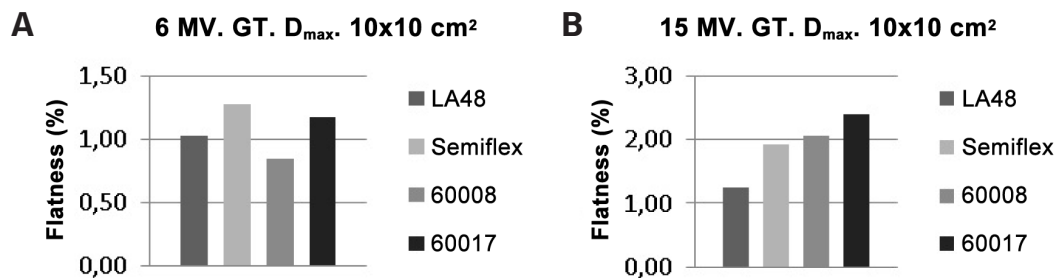 A
6 MV. GT. Dmax. 10x10 cm²
Flatness (%)
1,50
1,00
0,50
0,00
LA48
Semiflex
60008
60017
B
15 MV. GT. Dmax. 10x10 cm²
Flatness (%)
3,00
2,00
1,00
0,00
LA48
Semiflex
60008
60017